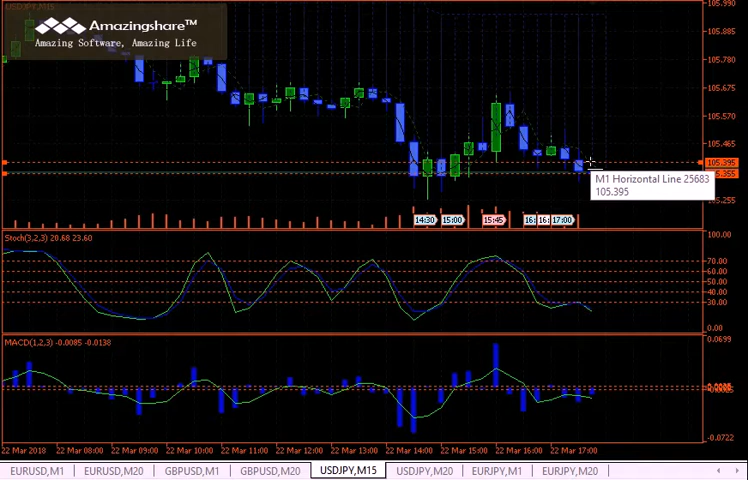 USDJPY,M15
Amazingshare™
Amazing Software, Amazing Life
105.990
105.885
105.780
105.675
105.570
105.465
105.395
105.355
105.255
M1 Horizontal Line 25683
105.395
14:30
15:00
15:45
17:00
Stoch(3,2,3) 20.68 23.60
100.00
70.00
60.00
50.00
40.00
30.00
0.00
MACD(1,2,3) -0.0085 -0.0138
0.0699
-0.0722
22 Mar 2018
22 Mar 08:00
22 Mar 09:00
22 Mar 10:00
22 Mar 11:00
22 Mar 12:00
22 Mar 13:00
22 Mar 14:00
22 Mar 15:00
22 Mar 16:00
22 Mar 17:00
EURUSD,M1
EURUSD,M20
GBPUSD,M1
GBPUSD,M20
USDJPY,M15
USDJPY,M20
EURJPY,M1
EURJPY,M20